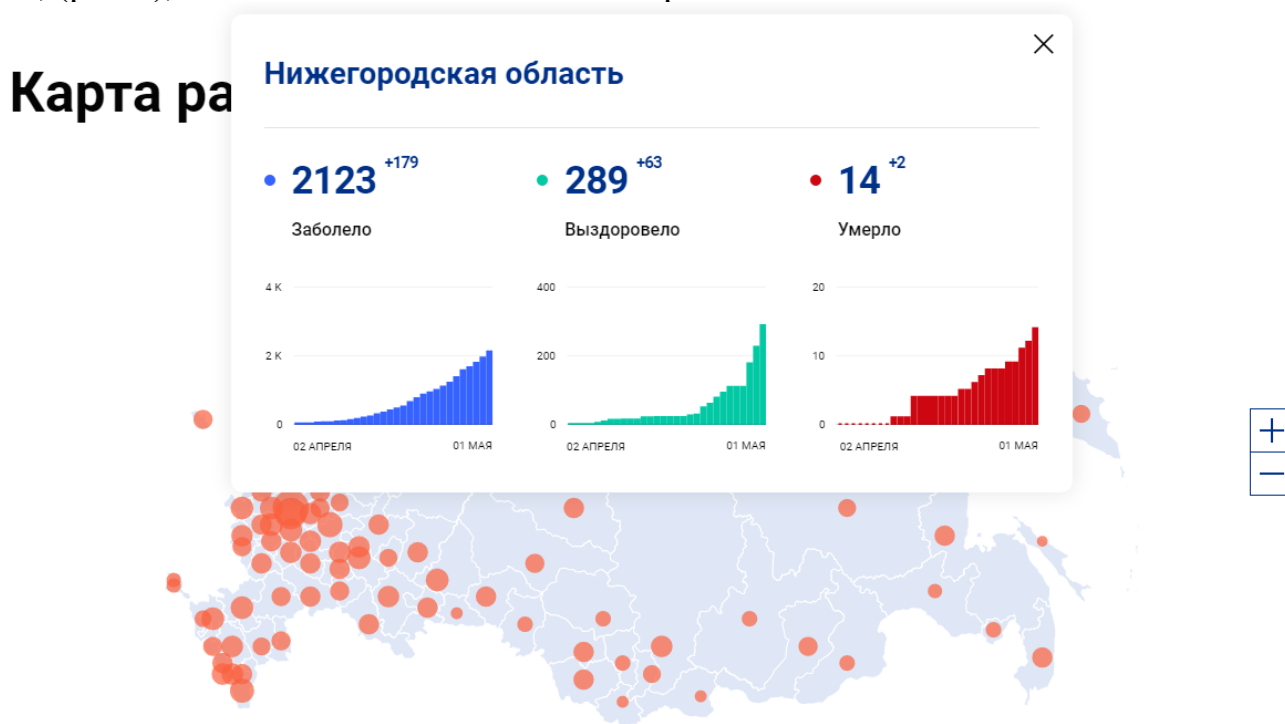 Нижегородская область
Карта ра
2123 +179
289 +63
14 +2
Заболело
Выздоровело
Умерло
4 K
2 K
0
02 АПРЕЛЯ
01 МАЯ
400
200
0
02 АПРЕЛЯ
01 МАЯ
20
10
0
02 АПРЕЛЯ
01 МАЯ